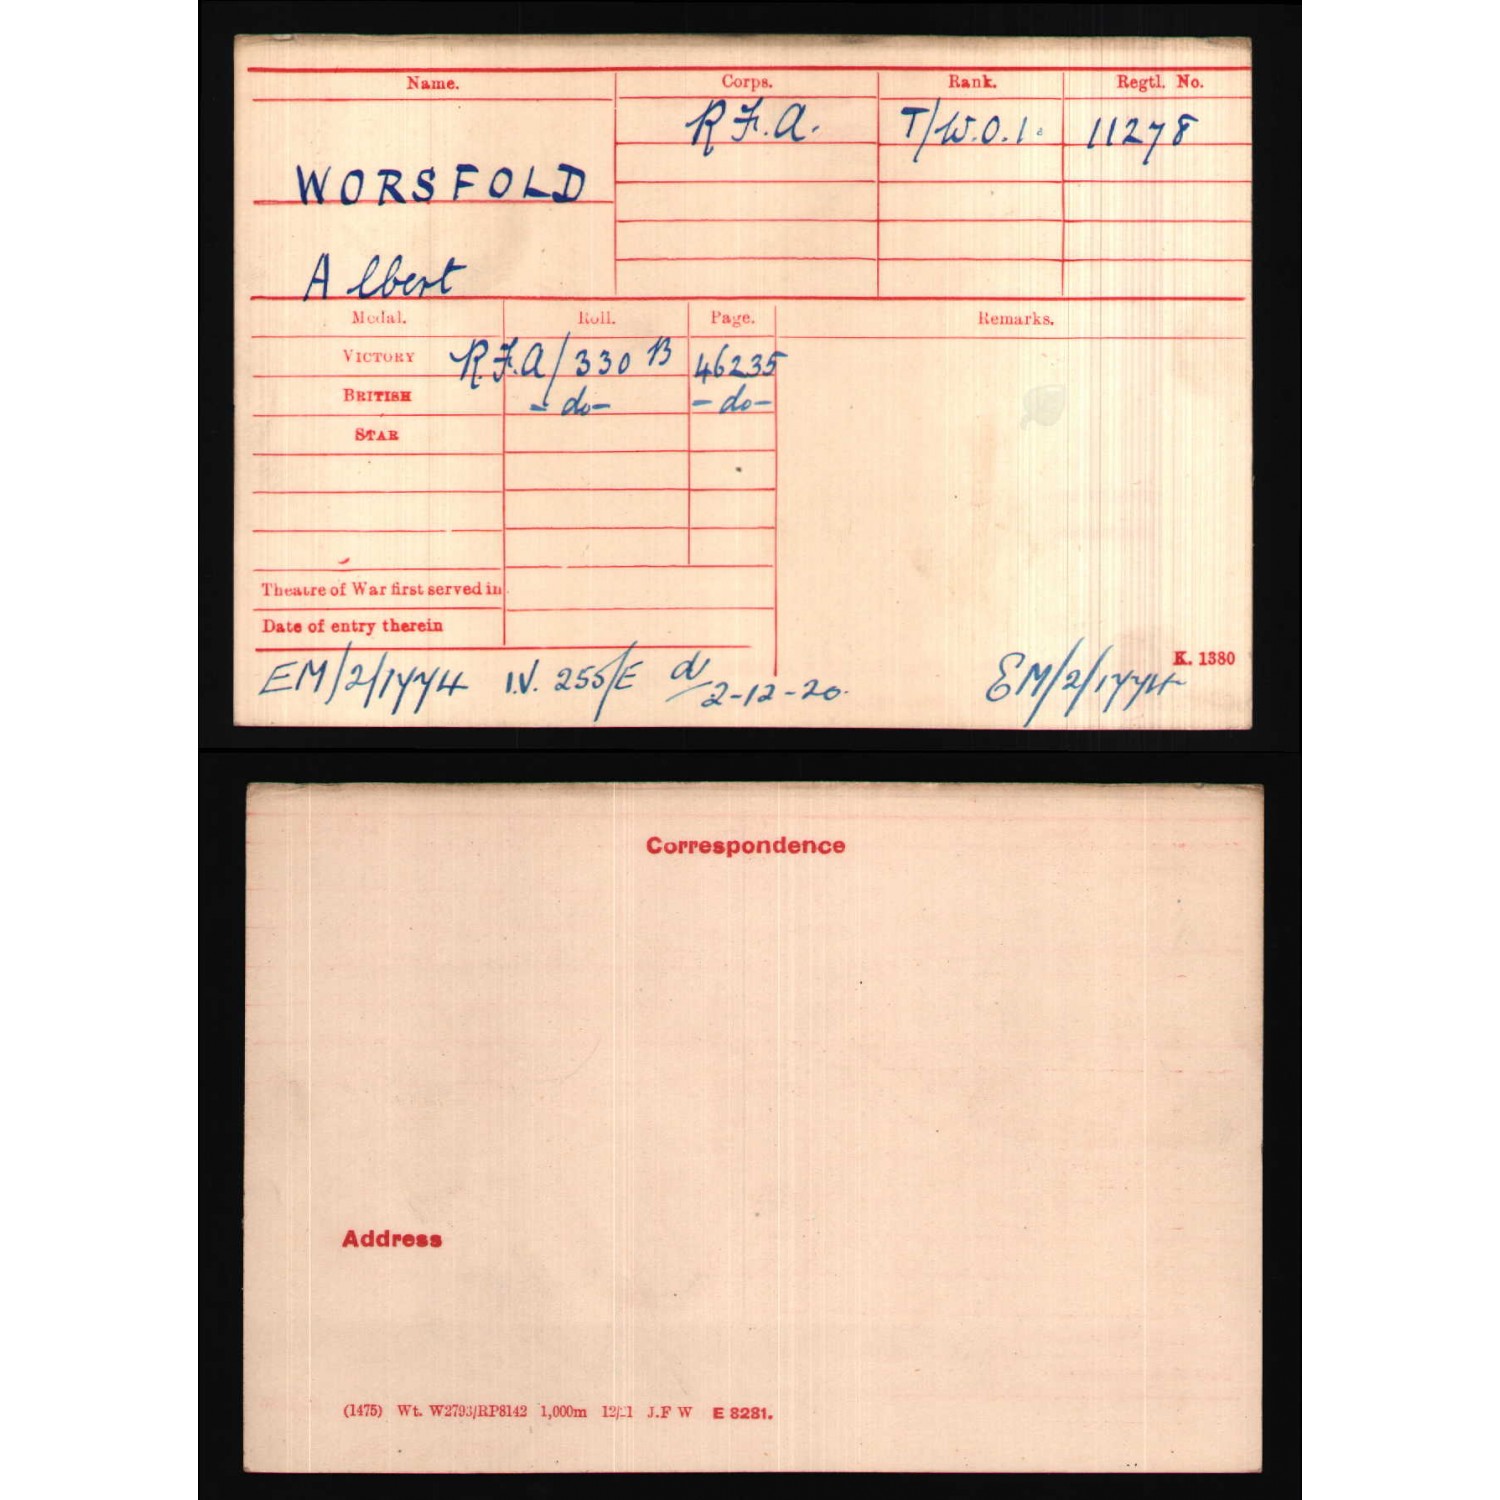 Name. Corps. Rank. Regtl. No.
R.F.A. T/W.O.1. 11278
WORSFOLD
Albert
Medal. Roll. Page. Remarks.
VICTORY R.F.A/330 B 46235
BRITISH -do- -do-
STAR
Theatre of War first served in
Date of entry therein
K. 1380
EM/2/1774 I.V. 255/E d/2-12-20. EM/2/1774
Correspondence
Address
(1475) Wt. W2793/RP8142 1,000m 12/21 J.F W E 8281.